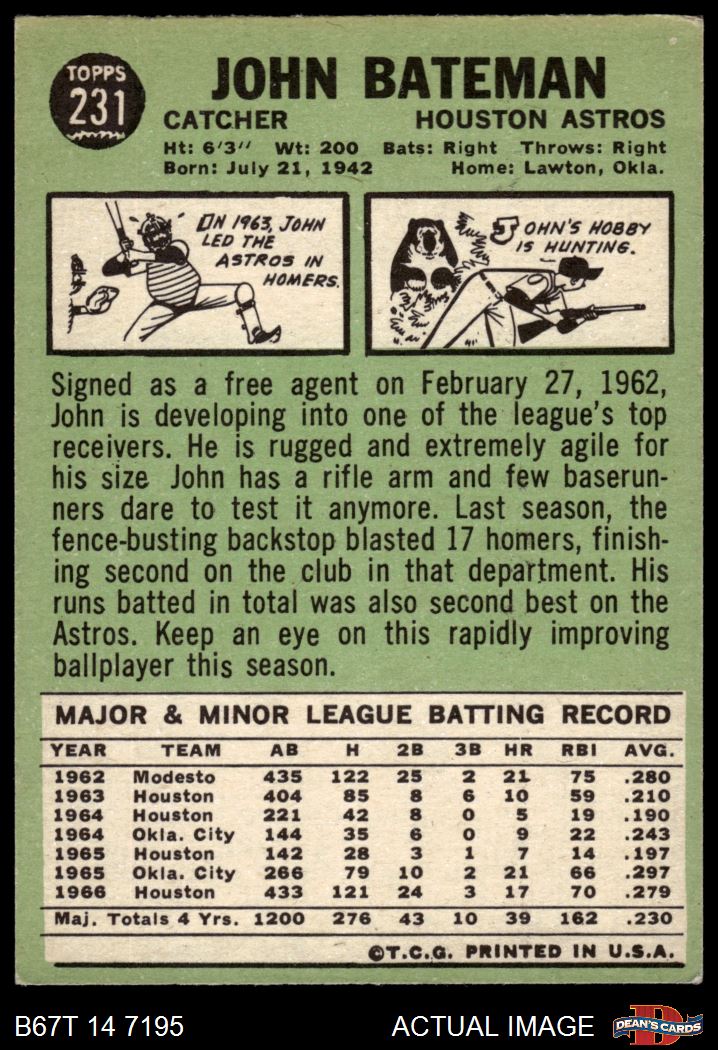 TOPPS
231
JOHN BATEMAN
CATCHER HOUSTON ASTROS
Ht: 6'3" Wt: 200 Bats: Right Throws: Right
Born: July 21, 1942 Home: Lawton, Okla.
IN 1963, JOHN
LED THE
ASTROS IN
HOMERS.
JOHN'S HOBBY
IS HUNTING.
Signed as a free agent on February 27, 1962,
John is developing into one of the league's top
receivers. He is rugged and extremely agile for
his size John has a rifle arm and few baserun-
ners dare to test it anymore. Last season, the
fence-busting backstop blasted 17 homers, finish-
ing second on the club in that department. His
runs batted in total was also second best on the
Astros. Keep an eye on this rapidly improving
ballplayer this season.
MAJOR & MINOR LEAGUE BATTING RECORD
YEAR TEAM AB H 2B 3B HR RBI AVG.
1962 Modesto 435 122 25 2 21 75 .280
1963 Houston 404 85 8 6 10 59 .210
1964 Houston 221 42 8 0 5 19 .190
1964 Okla. City 144 35 6 0 9 22 .243
1965 Houston 142 28 3 1 7 14 .197
1965 Okla. City 266 79 10 2 21 66 .297
1966 Houston 433 121 24 3 17 70 .279
Maj. Totals 4 Yrs. 1200 276 43 10 39 162 .230
©T.C.G. PRINTED IN U.S.A.
B67T 14 7195 ACTUAL IMAGE DEAN'S CARDS